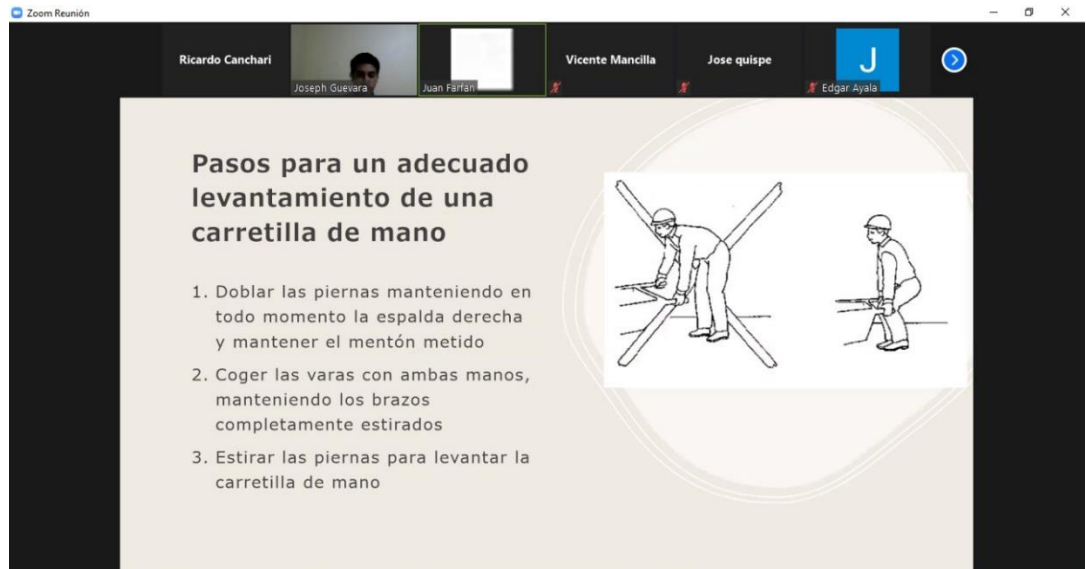 Zoom Reunión
Ricardo Canchari
Joseph Guevara
Juan Farfan
Vicente Mancilla
Jose quispe
J
Edgar Ayala
Pasos para un adecuado
levantamiento de una
carretilla de mano
1. Doblar las piernas manteniendo en
todo momento la espalda derecha
y mantener el mentón metido
2. Coger las varas con ambas manos,
manteniendo los brazos
completamente estirados
3. Estirar las piernas para levantar la
carretilla de mano